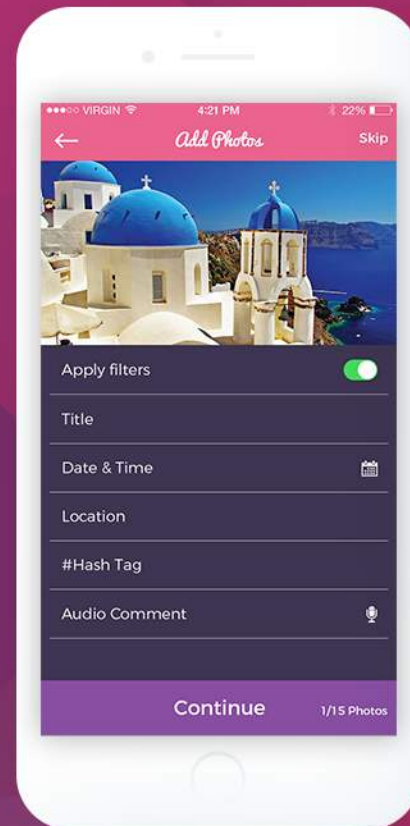 VIRGIN 4:21 PM 22%
Add Photos Skip
Apply filters
Title
Date & Time
Location
#Hash Tag
Audio Comment
Continue 1/15 Photos